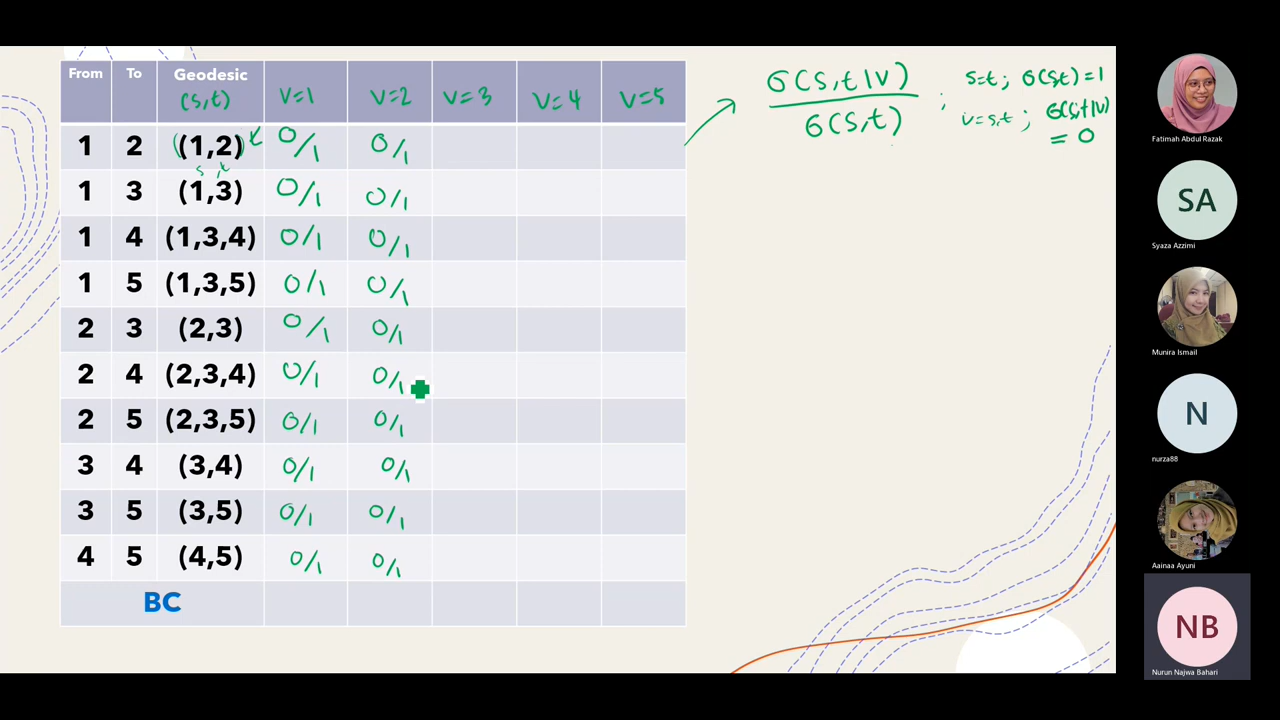 From To Geodesic (s,t) V=1 V=2 V=3 V=4 V=5
1 2 (1,2) t 0/1 0/1
s,t
1 3 (1,3) 0/1 0/1
1 4 (1,3,4) 0/1 0/1
1 5 (1,3,5) 0/1 0/1
2 3 (2,3) 0/1 0/1
2 4 (2,3,4) 0/1 0/1
2 5 (2,3,5) 0/1 0/1
3 4 (3,4) 0/1 0/1
3 5 (3,5) 0/1 0/1
4 5 (4,5) 0/1 0/1
BC
σ(s,t|v)
σ(s,t)
; s=t; σ(s,t)=1
v=s,t; σ(s,t|v)
= 0
Fatimah Abdul Razak
SA
Syaza Azzimi
Munira Ismail
N
nurza88
Aainaa Ayuni
NB
Nurun Najwa Bahari